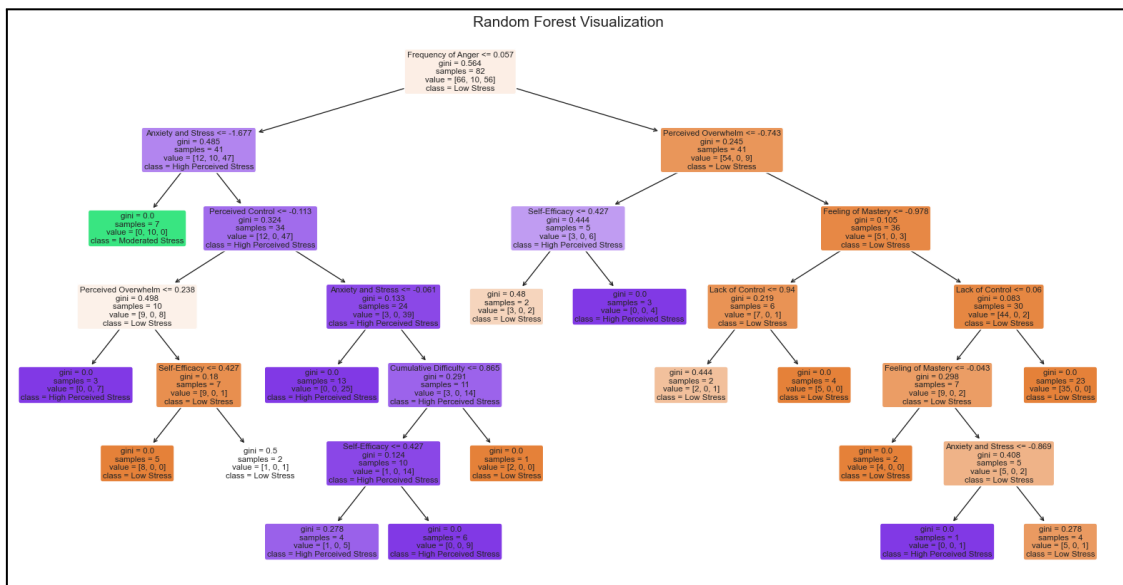 Random Forest Visualization
Frequency of Anger <= 0.057
gini = 0.564
samples = 82
value = [66, 10, 56]
class = Low Stress
Anxiety and Stress <= -1.677
gini = 0.485
samples = 41
value = [12, 10, 47]
class = High Perceived Stress
Perceived Overwhelm <= -0.743
gini = 0.245
samples = 41
value = [54, 0, 9]
class = Low Stress
gini = 0.0
samples = 7
value = [0, 10, 0]
class = Moderated Stress
Perceived Control <= -0.113
gini = 0.324
samples = 34
value = [12, 0, 47]
class = High Perceived Stress
Self-Efficacy <= 0.427
gini = 0.444
samples = 5
value = [3, 0, 6]
class = High Perceived Stress
Feeling of Mastery <= -0.978
gini = 0.105
samples = 36
value = [51, 0, 3]
class = Low Stress
Perceived Overwhelm <= 0.238
gini = 0.498
samples = 10
value = [9, 0, 8]
class = Low Stress
Anxiety and Stress <= -0.061
gini = 0.133
samples = 24
value = [3, 0, 39]
class = High Perceived Stress
gini = 0.48
samples = 2
value = [3, 0, 2]
class = Low Stress
gini = 0.0
samples = 3
value = [0, 0, 4]
class = High Perceived Stress
Lack of Control <= 0.94
gini = 0.219
samples = 6
value = [7, 0, 1]
class = Low Stress
Lack of Control <= 0.06
gini = 0.083
samples = 30
value = [44, 0, 2]
class = Low Stress
gini = 0.0
samples = 3
value = [0, 0, 7]
class = High Perceived Stress
Self-Efficacy <= 0.427
gini = 0.18
samples = 7
value = [9, 0, 1]
class = Low Stress
gini = 0.0
samples = 13
value = [0, 0, 25]
class = High Perceived Stress
Cumulative Difficulty <= 0.865
gini = 0.291
samples = 11
value = [3, 0, 14]
class = High Perceived Stress
gini = 0.444
samples = 2
value = [2, 0, 1]
class = Low Stress
gini = 0.0
samples = 4
value = [5, 0, 0]
class = Low Stress
Feeling of Mastery <= -0.043
gini = 0.298
samples = 7
value = [9, 0, 2]
class = Low Stress
gini = 0.0
samples = 23
value = [35, 0, 0]
class = Low Stress
gini = 0.0
samples = 5
value = [8, 0, 0]
class = Low Stress
gini = 0.5
samples = 2
value = [1, 0, 1]
class = Low Stress
Self-Efficacy <= 0.427
gini = 0.124
samples = 10
value = [1, 0, 14]
class = High Perceived Stress
gini = 0.0
samples = 1
value = [2, 0, 0]
class = Low Stress
gini = 0.0
samples = 2
value = [4, 0, 0]
class = Low Stress
Anxiety and Stress <= -0.869
gini = 0.408
samples = 5
value = [5, 0, 2]
class = Low Stress
gini = 0.278
samples = 4
value = [1, 0, 5]
class = High Perceived Stress
gini = 0.0
samples = 6
value = [0, 0, 9]
class = High Perceived Stress
gini = 0.0
samples = 1
value = [0, 0, 1]
class = High Perceived Stress
gini = 0.278
samples = 4
value = [5, 0, 1]
class = Low Stress